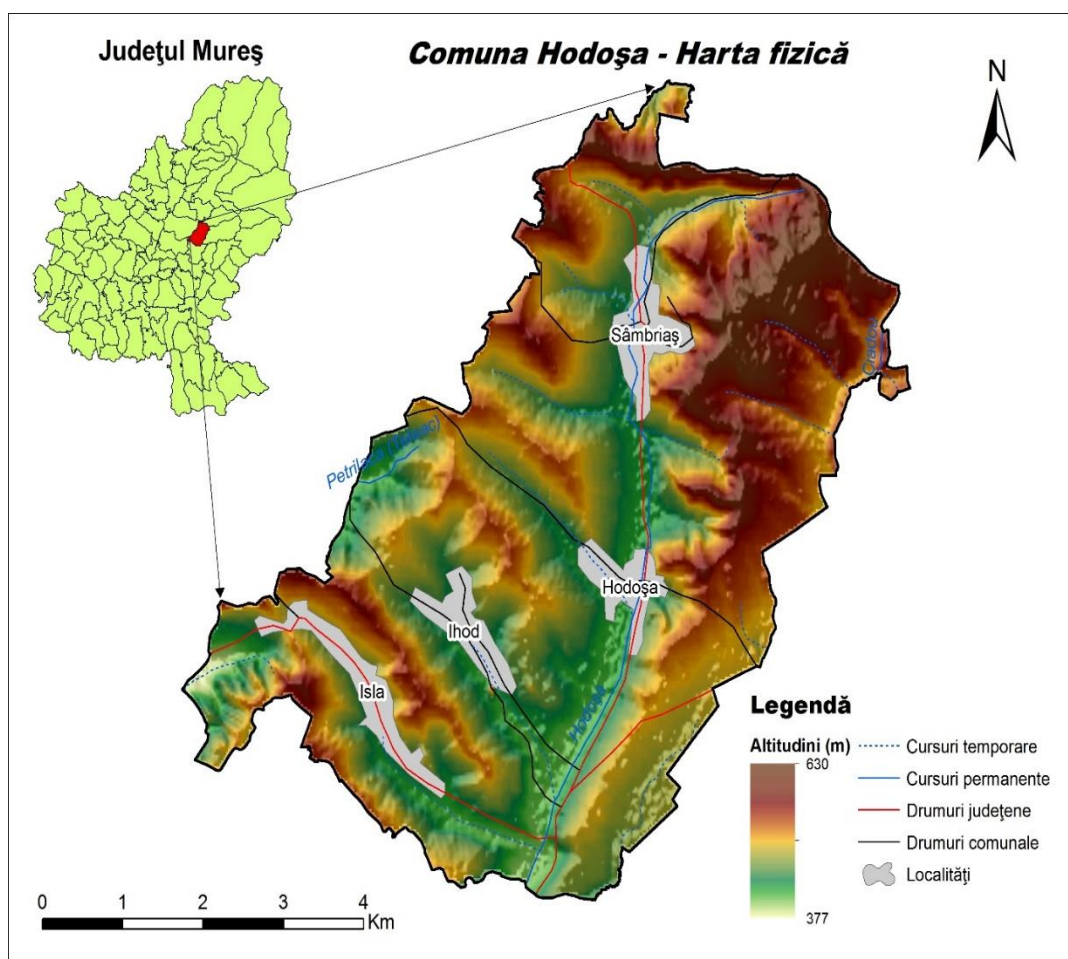 Judeţul Mureş
Comuna Hodoşa - Harta fizică
N
Sâmbriaş
Hodoşa
Ihod
Isla
Hodoşa
Legendă
Altitudini (m)
630
377
Cursuri temporare
Cursuri permanente
Drumuri judeţene
Drumuri comunale
Localităţi
0 1 2 3 4
Km